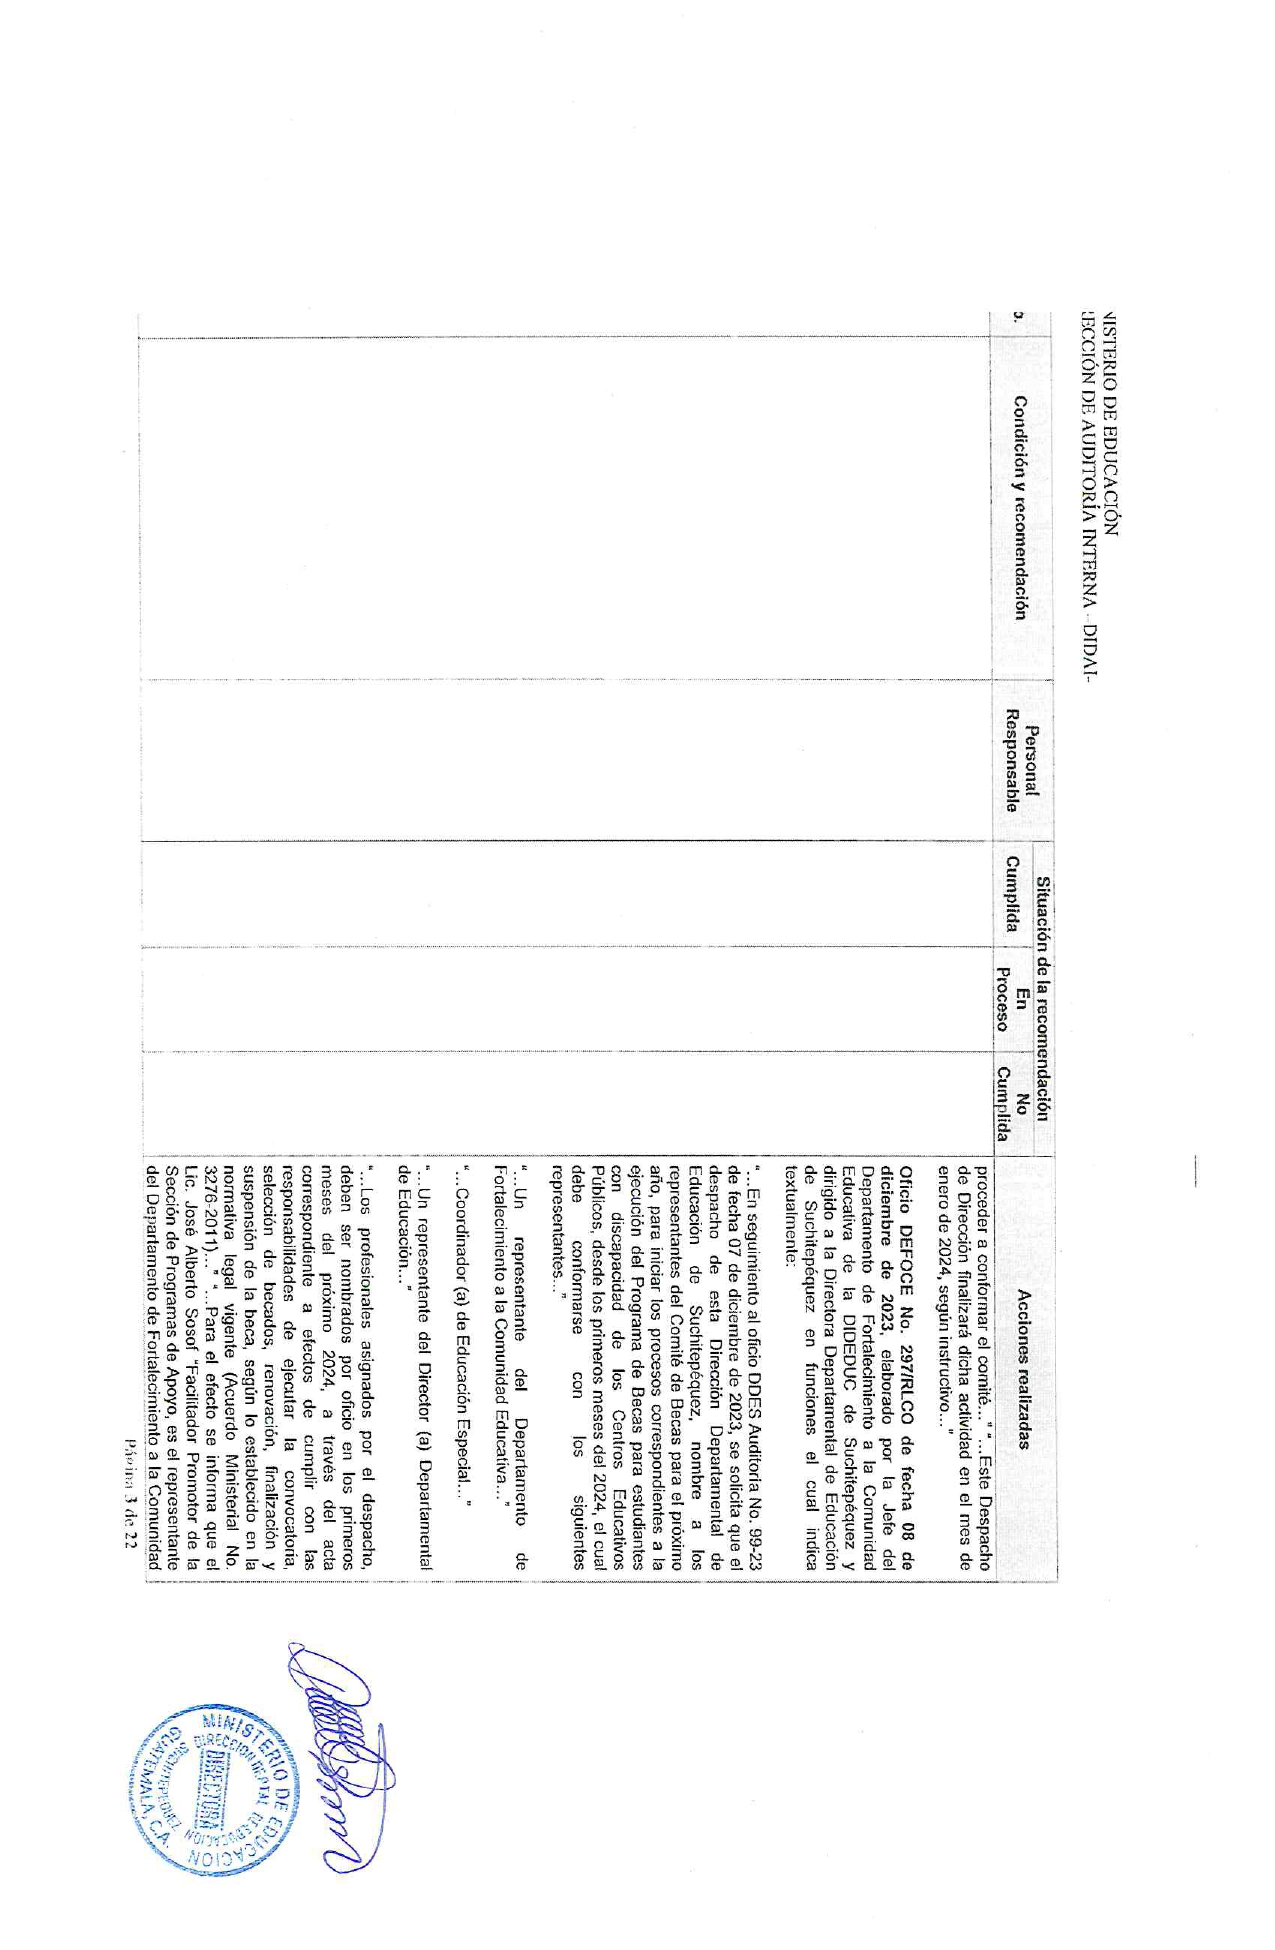 NISTERIO DE EDUCACIÓN
ECCIÓN DE AUDITORÍA INTERNA - DIDAI-
o.
Condición y recomendación
Personal
Responsable
Situación de la recomendación
Cumplida
En
Proceso
No
Cumplida
Acciones realizadas
proceder a conformar el comité…" "…Este Despacho
de Dirección finalizará dicha actividad en el mes de
enero de 2024, según instructivo…"
Oficio DEFOCE No. 297/RLCO de fecha 08 de
diciembre de 2023, elaborado por la Jefe del
Departamento de Fortalecimiento a la Comunidad
Educativa de la DIDEDUC de Suchitepéquez y
dirigido a la Directora Departamental de Educación
de Suchitepéquez en funciones el cual indica
textualmente:
"…En seguimiento al oficio DDES Auditoria No. 99-23
de fecha 07 de diciembre de 2023, se solicita que el
despacho de esta Dirección Departamental de
Educación de Suchitepéquez, nombre a los
representantes del Comité de Becas para el próximo
año, para iniciar los procesos correspondientes a la
ejecución del Programa de Becas para estudiantes
con discapacidad de los Centros Educativos
Públicos, desde los primeros meses del 2024, el cual
debe conformarse con los siguientes
representantes…"
"…Un representante del Departamento de
Fortalecimiento a la Comunidad Educativa…"
"…Coordinador (a) de Educación Especial…"
"…Un representante del Director (a) Departamental
de Educación…"
"…Los profesionales asignados por el despacho,
deben ser nombrados por oficio en los primeros
meses del próximo 2024, a través del acta
correspondiente a efectos de cumplir con las
responsabilidades de ejecutar la convocatoria,
selección de becados, renovación, finalización y
suspensión de la beca, según lo establecido en la
normativa legal vigente (Acuerdo Ministerial No.
3276-2011)…" "…Para el efecto se informa que el
Lic. José Alberto Sosof "Facilitador Promotor de la
Sección de Programas de Apoyo, es el representante
del Departamento de Fortalecimiento a la Comunidad
Página 3 de 22
MINISTERIO DE EDUCACION
DIRECCION DEPTAL DE EDUCACION
DIRECTORA
SUCHITEPEQUEZ
GUATEMALA, C.A.